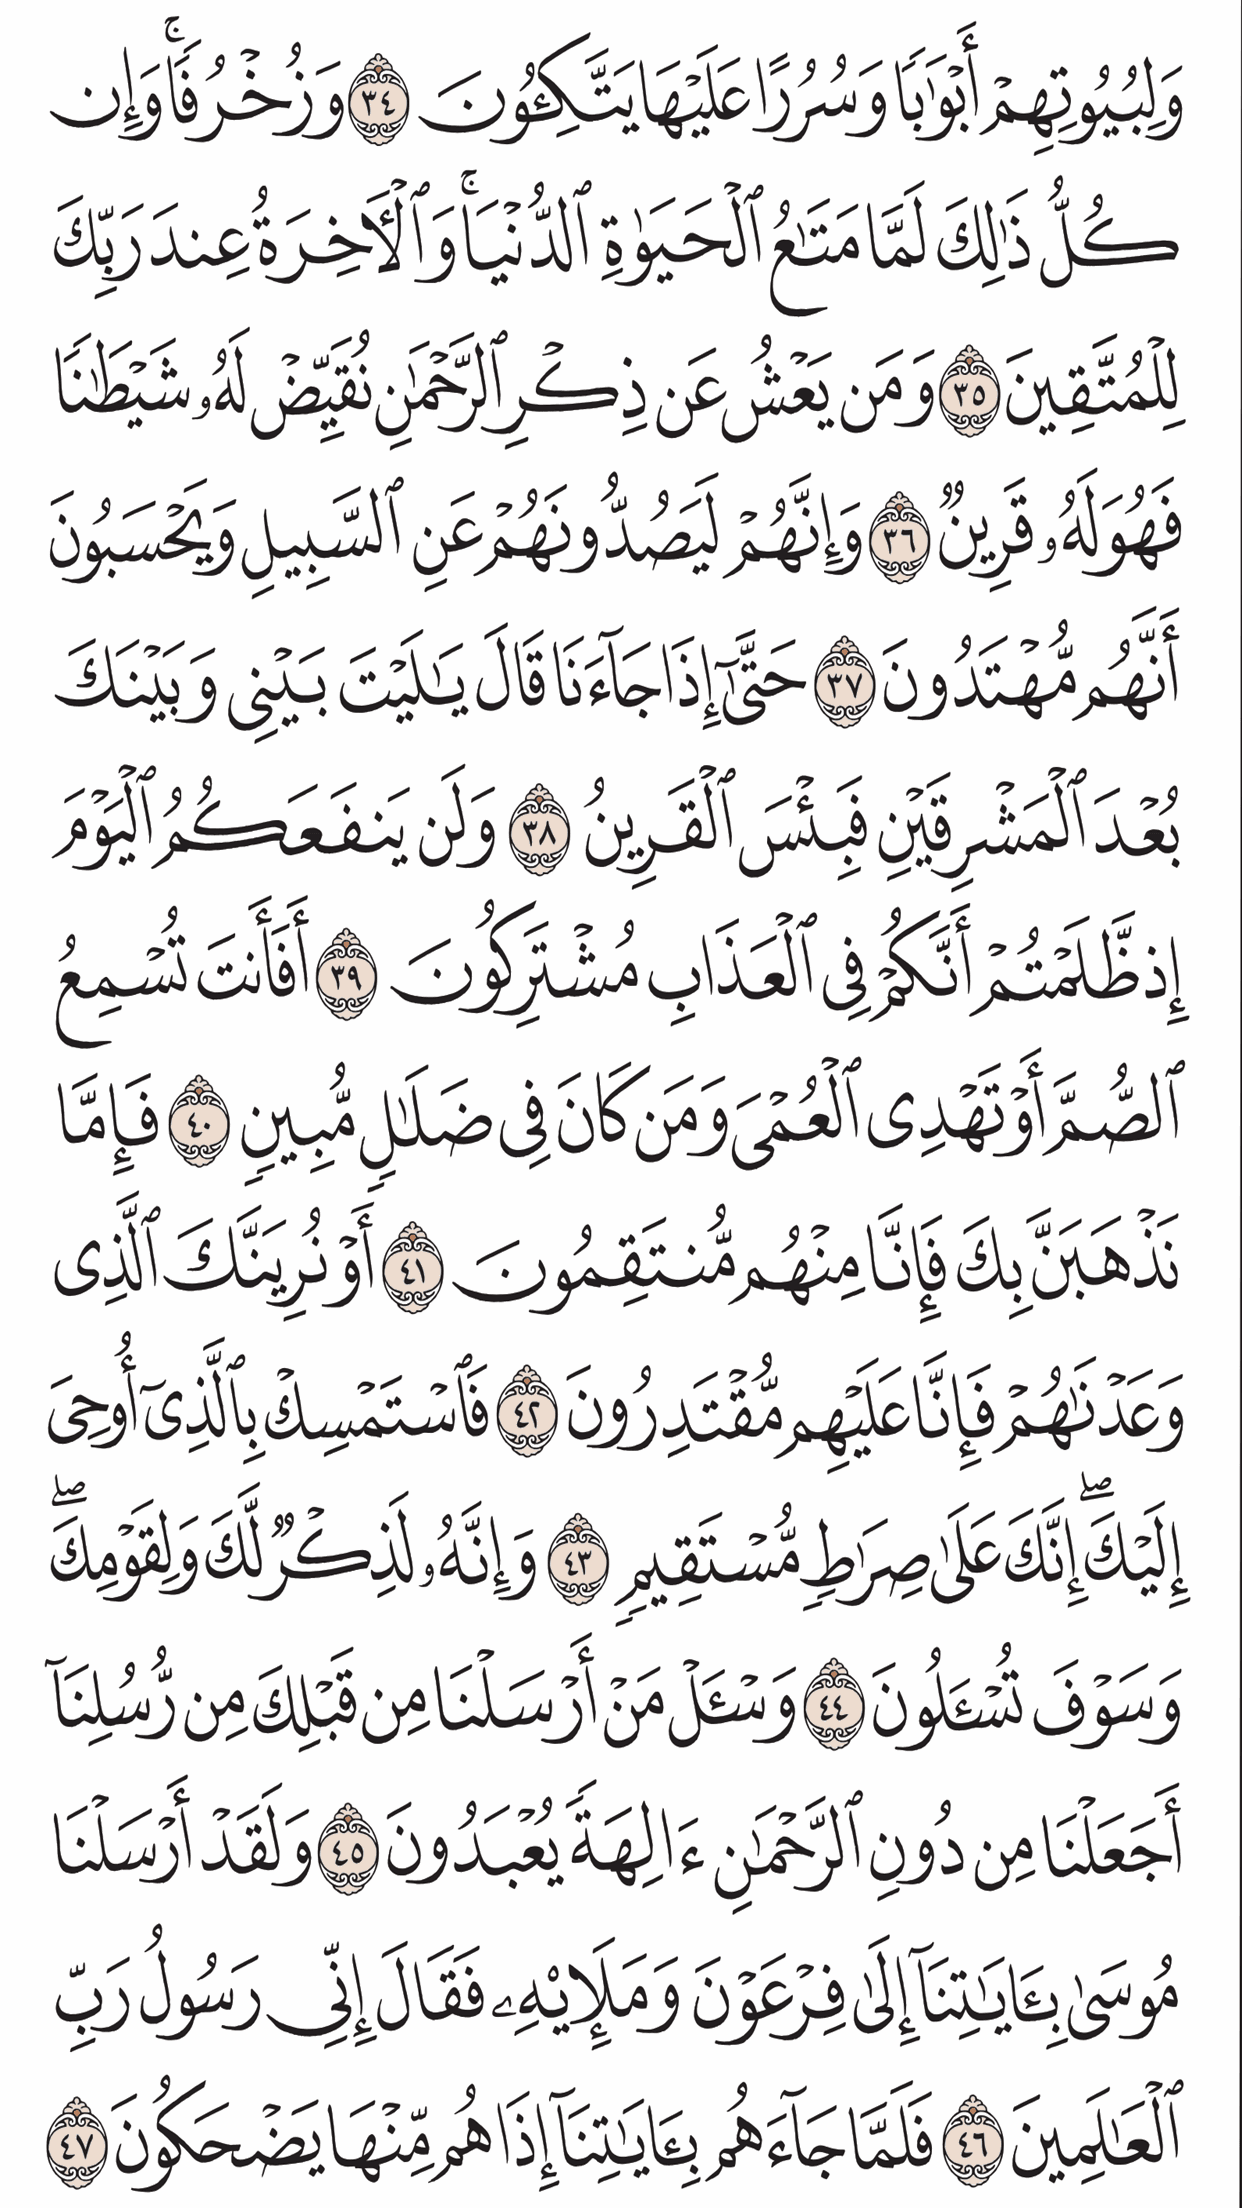 وَلِبُيُوتِهِمۡ أَبۡوَٰبٗا وَسُرُرًا عَلَيۡهَا يَتَّكِـُٔونَ ٣٤ وَزُخۡرُفٗاۚ وَإِن
كُلُّ ذَٰلِكَ لَمَّا مَتَٰعُ ٱلۡحَيَوٰةِ ٱلدُّنۡيَاۚ وَٱلۡأٓخِرَةُ عِندَ رَبِّكَ
لِلۡمُتَّقِينَ ٣٥ وَمَن يَعۡشُ عَن ذِكۡرِ ٱلرَّحۡمَٰنِ نُقَيِّضۡ لَهُۥ شَيۡطَٰنٗا
فَهُوَ لَهُۥ قَرِينٞ ٣٦ وَإِنَّهُمۡ لَيَصُدُّونَهُمۡ عَنِ ٱلسَّبِيلِ وَيَحۡسَبُونَ
أَنَّهُم مُّهۡتَدُونَ ٣٧ حَتَّىٰٓ إِذَا جَآءَنَا قَالَ يَٰلَيۡتَ بَيۡنِي وَبَيۡنَكَ
بُعۡدَ ٱلۡمَشۡرِقَيۡنِ فَبِئۡسَ ٱلۡقَرِينُ ٣٨ وَلَن يَنفَعَكُمُ ٱلۡيَوۡمَ
إِذ ظَّلَمۡتُمۡ أَنَّكُمۡ فِي ٱلۡعَذَابِ مُشۡتَرِكُونَ ٣٩ أَفَأَنتَ تُسۡمِعُ
ٱلصُّمَّ أَوۡ تَهۡدِي ٱلۡعُمۡيَ وَمَن كَانَ فِي ضَلَٰلٖ مُّبِينٖ ٤٠ فَإِمَّا
نَذۡهَبَنَّ بِكَ فَإِنَّا مِنۡهُم مُّنتَقِمُونَ ٤١ أَوۡ نُرِيَنَّكَ ٱلَّذِي
وَعَدۡنَٰهُمۡ فَإِنَّا عَلَيۡهِم مُّقۡتَدِرُونَ ٤٢ فَٱسۡتَمۡسِكۡ بِٱلَّذِيٓ أُوحِيَ
إِلَيۡكَۖ إِنَّكَ عَلَىٰ صِرَٰطٖ مُّسۡتَقِيمٖ ٤٣ وَإِنَّهُۥ لَذِكۡرٞ لَّكَ وَلِقَوۡمِكَۖ
وَسَوۡفَ تُسۡـَٔلُونَ ٤٤ وَسۡـَٔلۡ مَنۡ أَرۡسَلۡنَا مِن قَبۡلِكَ مِن رُّسُلِنَآ
أَجَعَلۡنَا مِن دُونِ ٱلرَّحۡمَٰنِ ءَالِهَةٗ يُعۡبَدُونَ ٤٥ وَلَقَدۡ أَرۡسَلۡنَا
مُوسَىٰ بِـَٔايَٰتِنَآ إِلَىٰ فِرۡعَوۡنَ وَمَلَإِيْهِۦ فَقَالَ إِنِّي رَسُولُ رَبِّ
ٱلۡعَٰلَمِينَ ٤٦ فَلَمَّا جَآءَهُم بِـَٔايَٰتِنَآ إِذَا هُم مِّنۡهَا يَضۡحَكُونَ ٤٧